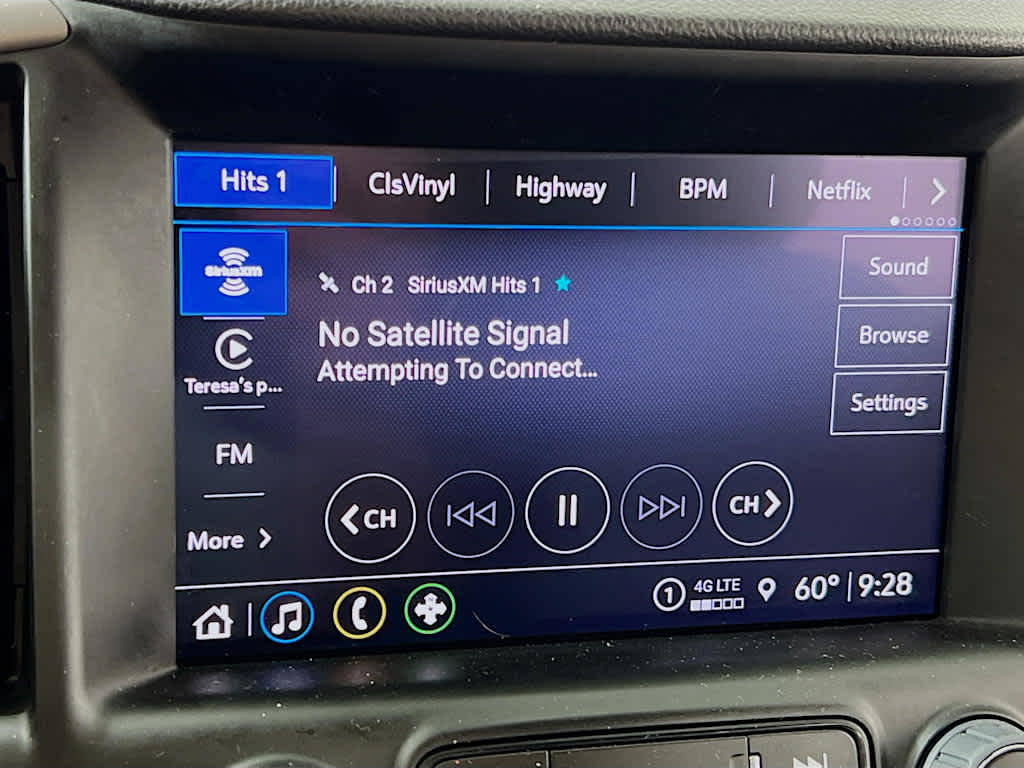 Hits 1
ClsVinyl
Highway
BPM
Netflix
SiriusXM
Ch 2 SiriusXM Hits 1
No Satellite Signal
Attempting To Connect...
Sound
Browse
Settings
Teresa's p...
FM
More
CH
CH
1
4G LTE
60° 9:28